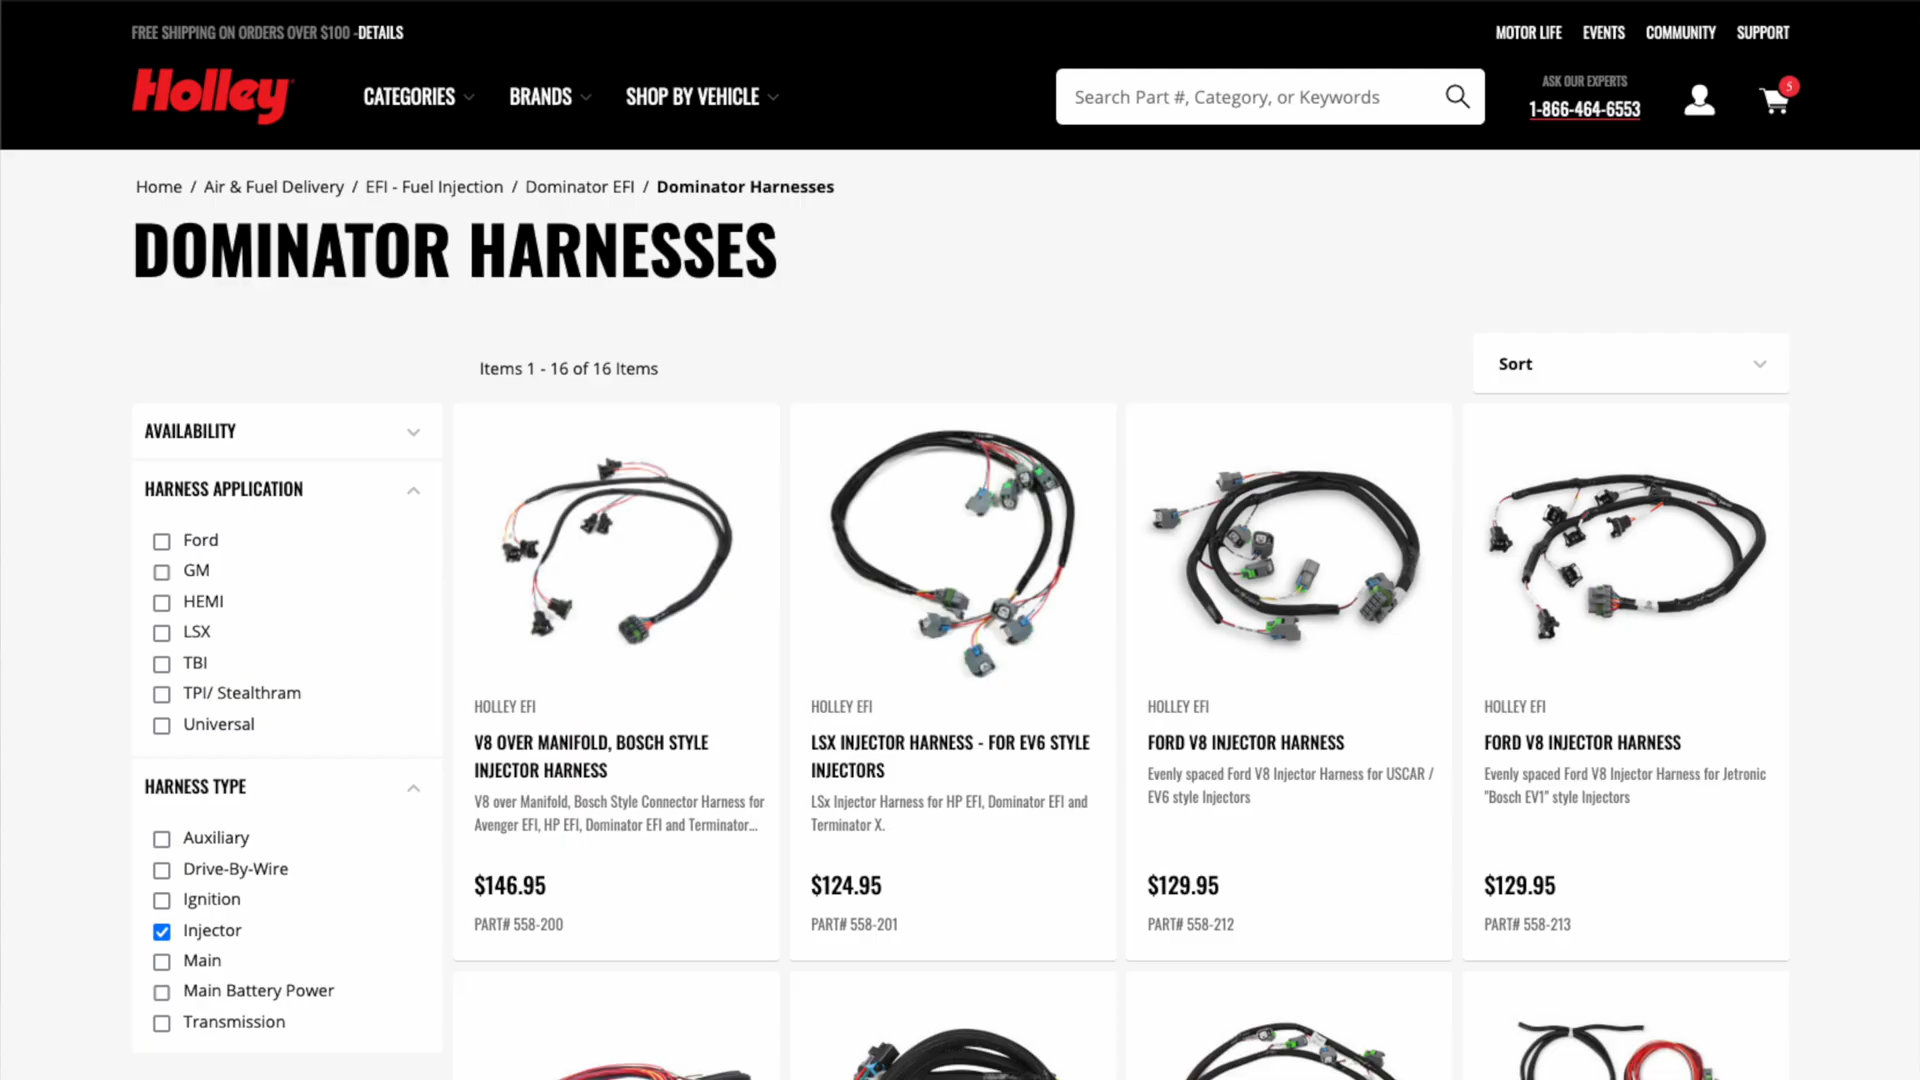 FREE SHIPPING ON ORDERS OVER $100 -DETAILS
MOTOR LIFE EVENTS COMMUNITY SUPPORT
Holley
CATEGORIES BRANDS SHOP BY VEHICLE
Search Part #, Category, or Keywords
ASK OUR EXPERTS
1-866-464-6553
5
Home / Air & Fuel Delivery / EFI - Fuel Injection / Dominator EFI / Dominator Harnesses
DOMINATOR HARNESSES
Items 1 - 16 of 16 Items
Sort
AVAILABILITY
HARNESS APPLICATION
Ford
GM
HEMI
LSX
TBI
TPI/ Stealthram
Universal
HARNESS TYPE
Auxiliary
Drive-By-Wire
Ignition
Injector
Main
Main Battery Power
Transmission
HOLLEY EFI
V8 OVER MANIFOLD, BOSCH STYLE
INJECTOR HARNESS
V8 over Manifold, Bosch Style Connector Harness for
Avenger EFI, HP EFI, Dominator EFI and Terminator...
$146.95
PART# 558-200
HOLLEY EFI
LSX INJECTOR HARNESS - FOR EV6 STYLE
INJECTORS
LSx Injector Harness for HP EFI, Dominator EFI and
Terminator X.
$124.95
PART# 558-201
HOLLEY EFI
FORD V8 INJECTOR HARNESS
Evenly spaced Ford V8 Injector Harness for USCAR /
EV6 style Injectors
$129.95
PART# 558-212
HOLLEY EFI
FORD V8 INJECTOR HARNESS
Evenly spaced Ford V8 Injector Harness for Jetronic
"Bosch EV1" style Injectors
$129.95
PART# 558-213